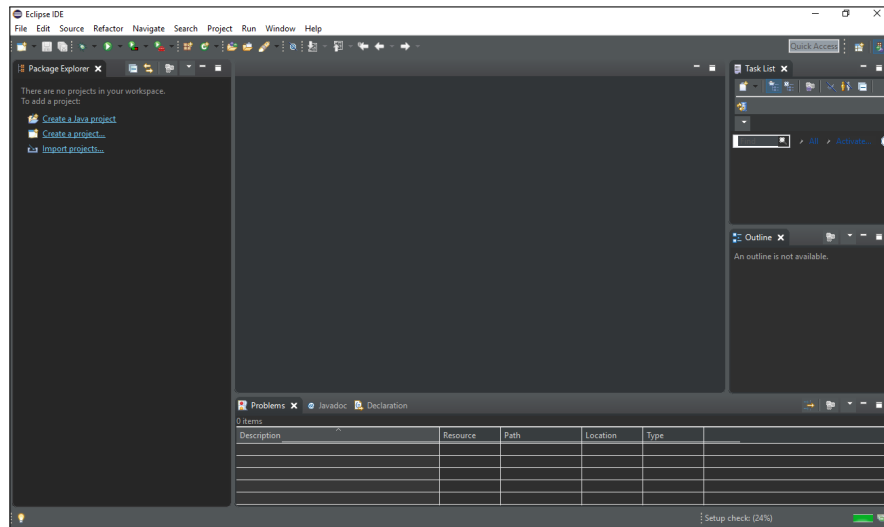 Eclipse IDE
File Edit Source Refactor Navigate Search Project Run Window Help
Quick Access
Package Explorer
There are no projects in your workspace.
To add a project:
Create a Java project
Create a project...
Import projects...
Task List
All Activate...
Outline
An outline is not available.
Problems Javadoc Declaration
0 items
Description Resource Path Location Type
Setup check: (24%)